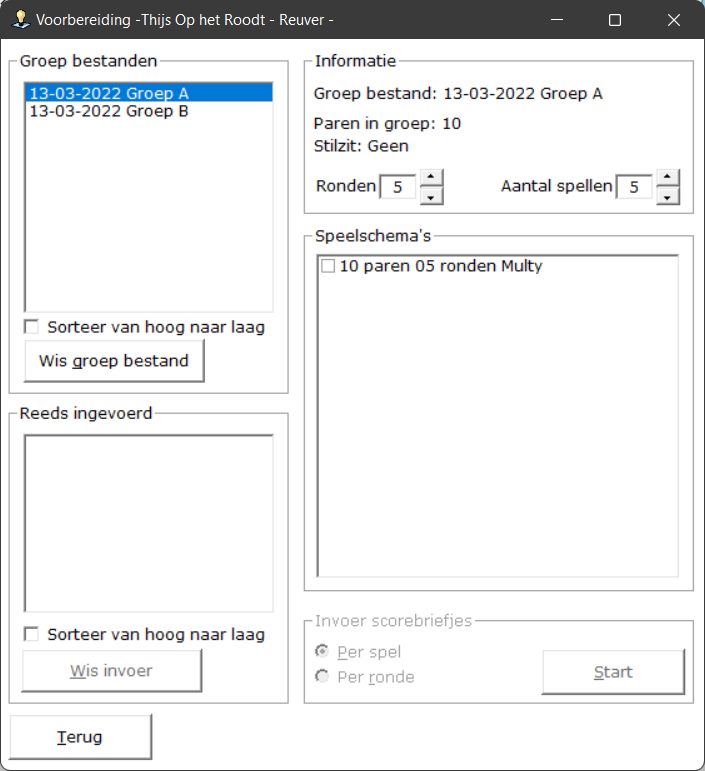 Voorbereiding -Thijs Op het Roodt - Reuver -
Groep bestanden
13-03-2022 Groep A
13-03-2022 Groep B
Sorteer van hoog naar laag
Wis groep bestand
Reeds ingevoerd
Sorteer van hoog naar laag
Wis invoer
Terug
Informatie
Groep bestand: 13-03-2022 Groep A
Paren in groep: 10
Stilzit: Geen
Ronden 5 Aantal spellen 5
Speelschema's
10 paren 05 ronden Multy
Invoer scorebriefjes
Per spel
Per ronde
Start